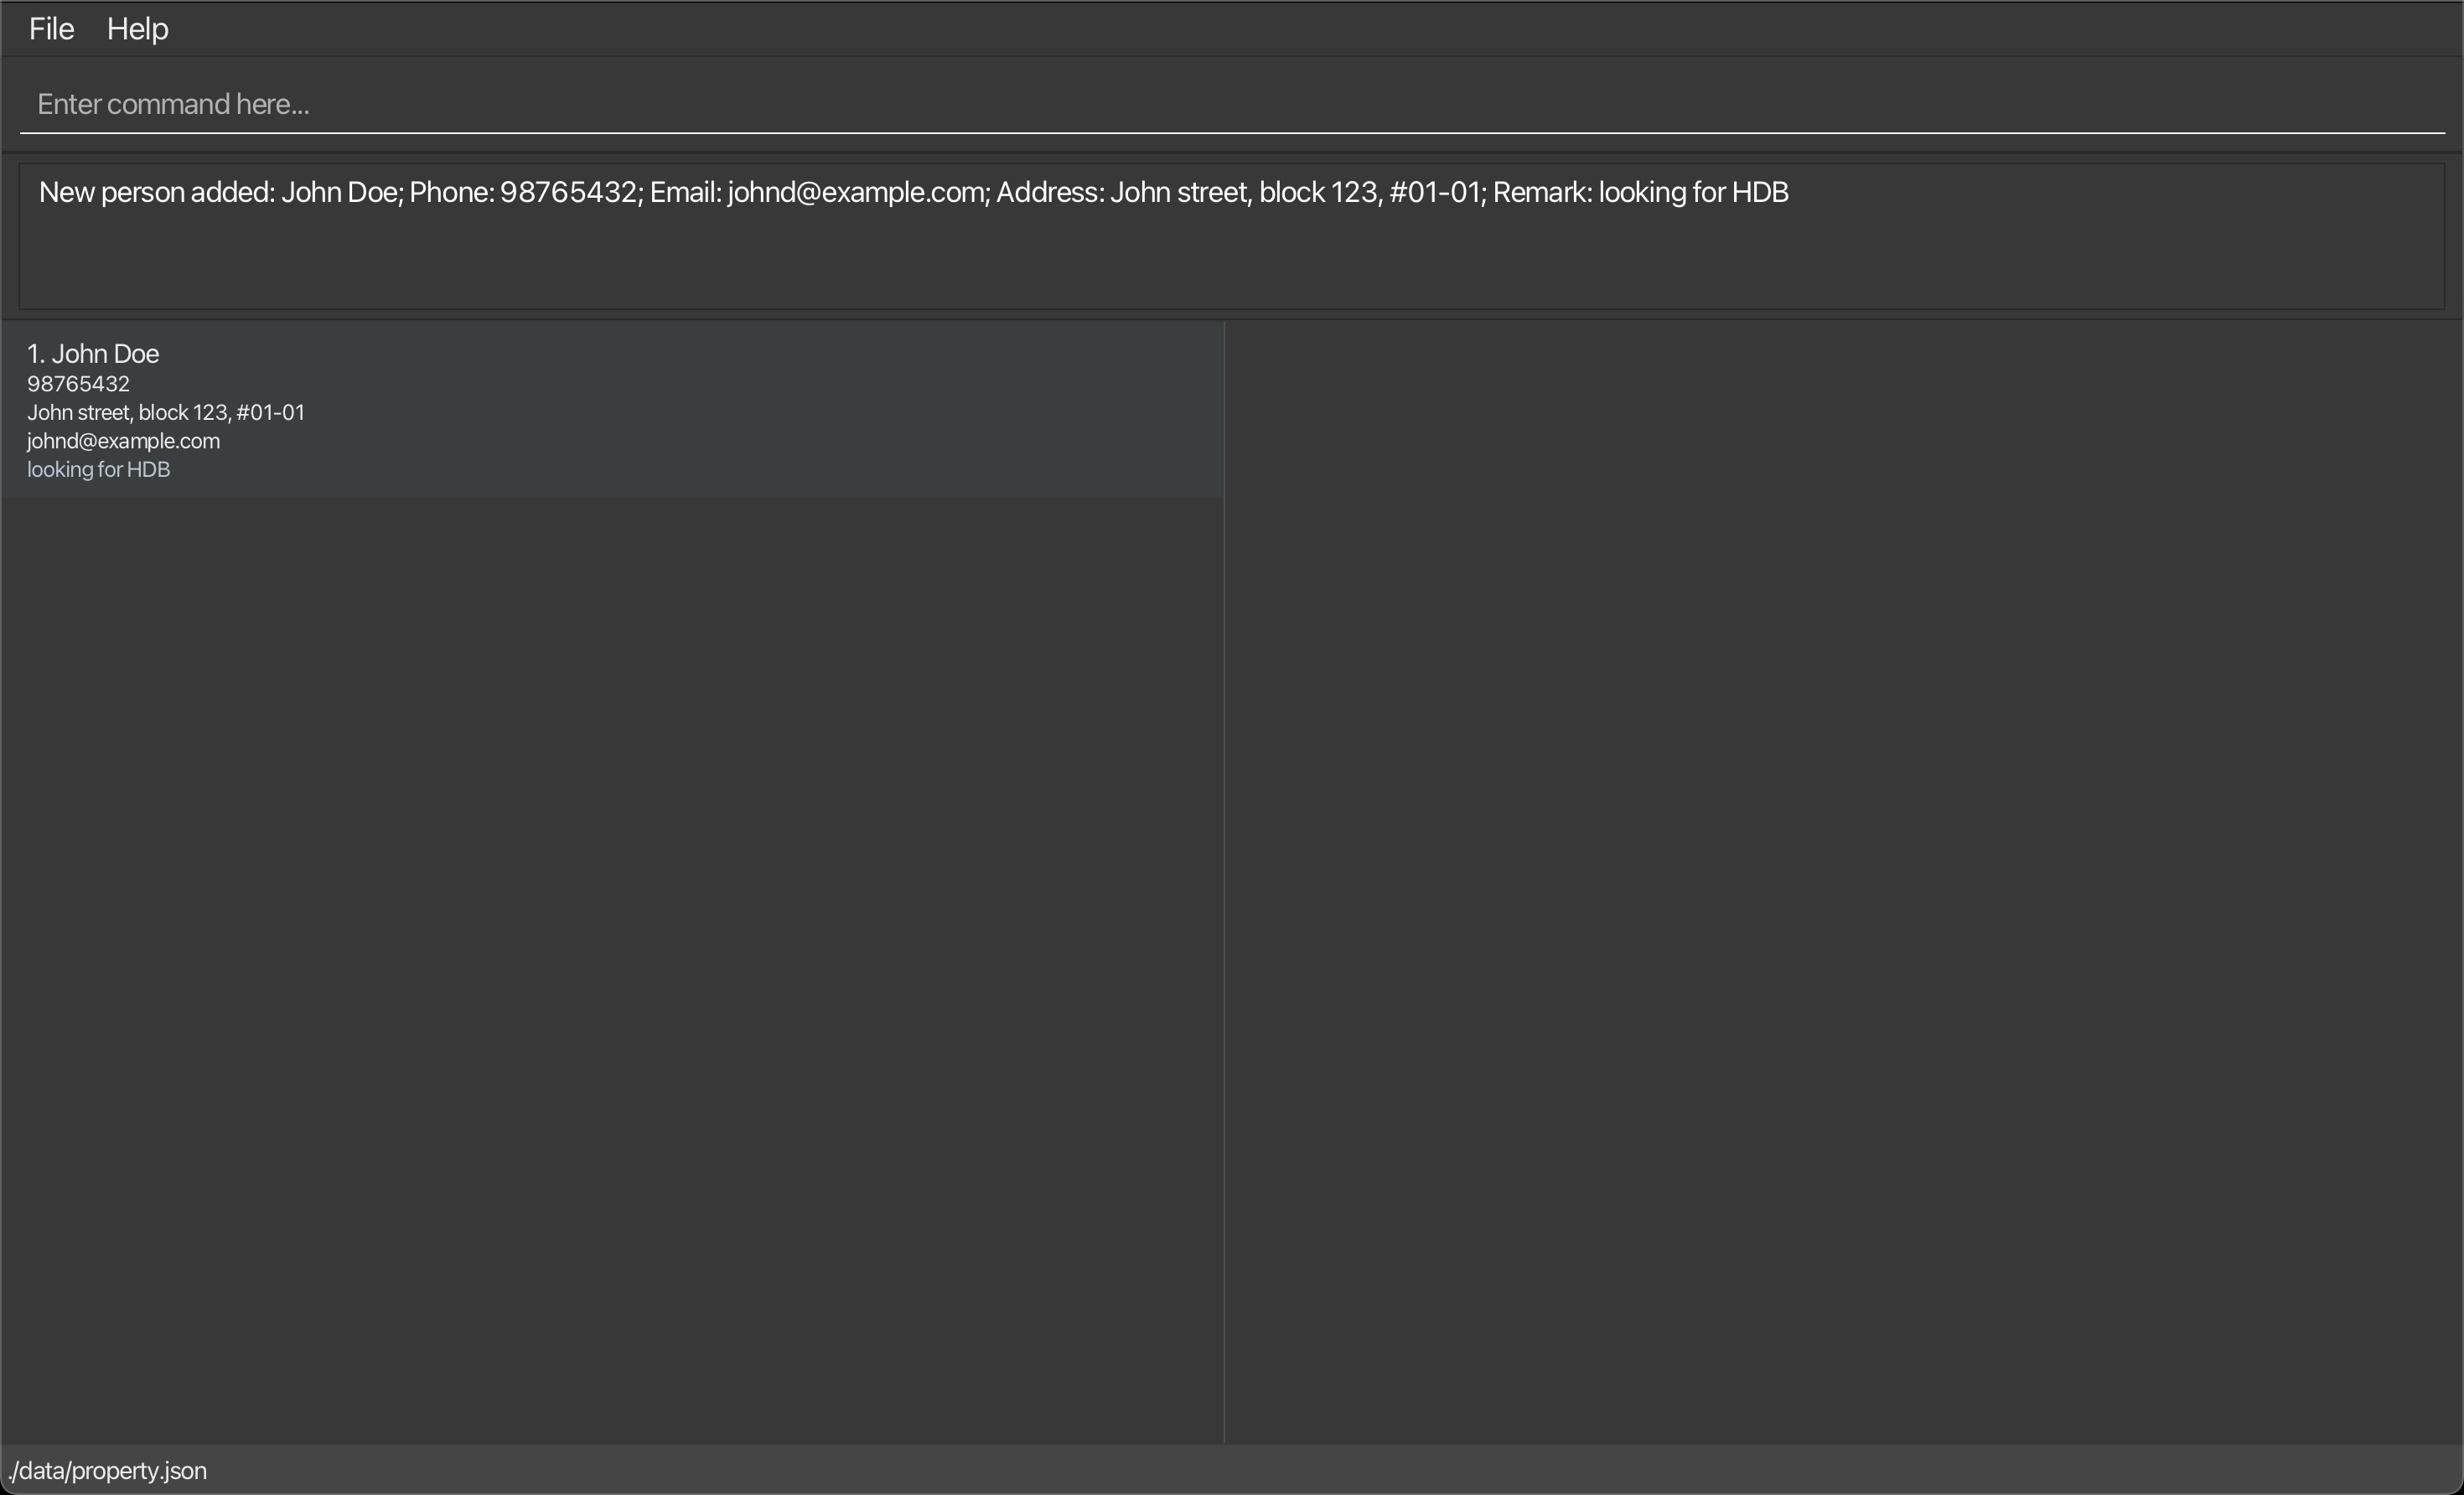 File Help
Enter command here...
New person added: John Doe; Phone: 98765432; Email: johnd@example.com; Address: John street, block 123, #01-01; Remark: looking for HDB
1. John Doe
98765432
John street, block 123, #01-01
johnd@example.com
looking for HDB
./data/property.json